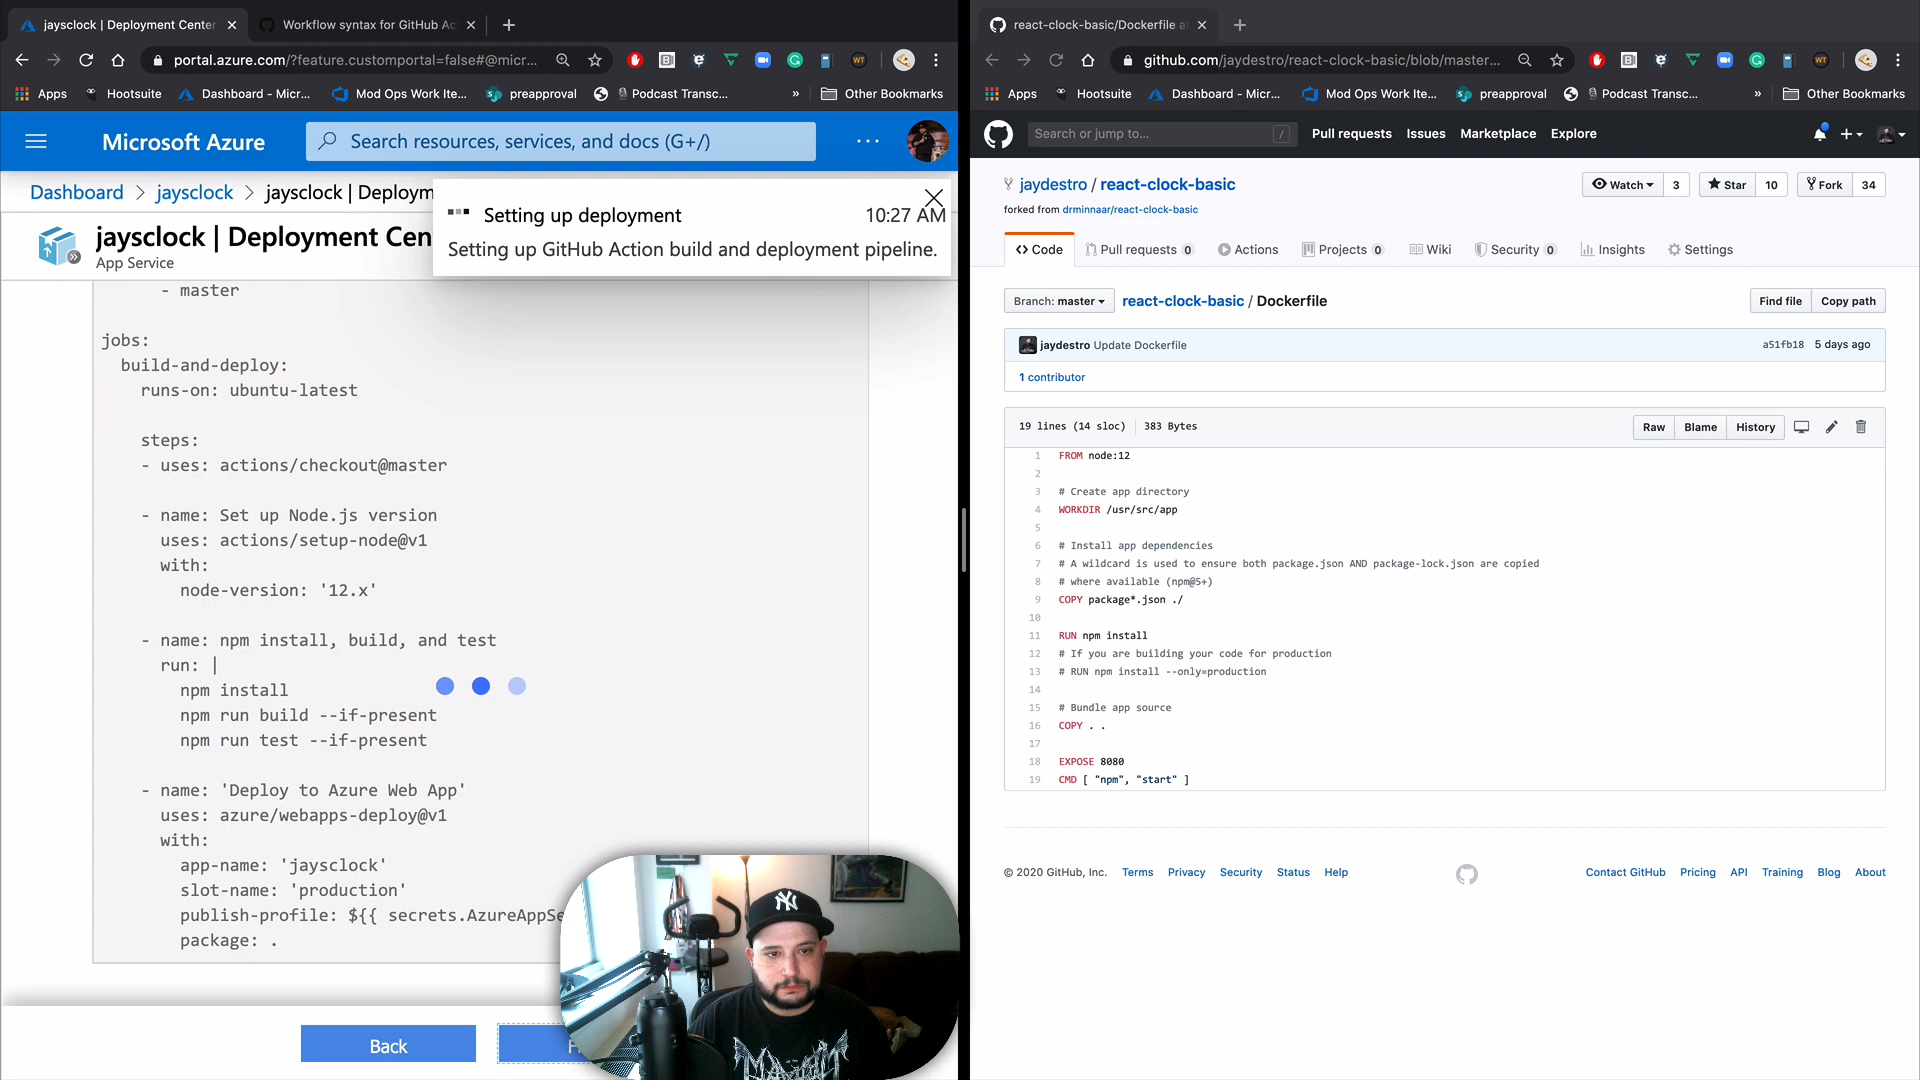 jaysclock | Deployment Center
Workflow syntax for GitHub Ac
portal.azure.com/?feature.customportal=false#@micr...
Apps
Hootsuite
Dashboard - Micr...
Mod Ops Work Ite...
preapproval
Podcast Transc...
»
Other Bookmarks
Microsoft Azure
Search resources, services, and docs (G+/)
...
Dashboard > jaysclock > jaysclock | Deploym
Setting up deployment
10:27 AM
Setting up GitHub Action build and deployment pipeline.
jaysclock | Deployment Cen
App Service
- master
jobs:
build-and-deploy:
runs-on: ubuntu-latest
steps:
- uses: actions/checkout@master
- name: Set up Node.js version
uses: actions/setup-node@v1
with:
node-version: '12.x'
- name: npm install, build, and test
run: |
npm install
npm run build --if-present
npm run test --if-present
- name: 'Deploy to Azure Web App'
uses: azure/webapps-deploy@v1
with:
app-name: 'jaysclock'
slot-name: 'production'
publish-profile: ${{ secrets.AzureAppSe
package: .
Back
NY
react-clock-basic/Dockerfile a
github.com/jaydestro/react-clock-basic/blob/master...
Apps
Hootsuite
Dashboard - Micr...
Mod Ops Work Ite...
preapproval
Podcast Transc...
»
Other Bookmarks
Search or jump to...
/
Pull requests
Issues
Marketplace
Explore
jaydestro / react-clock-basic
Watch
3
Star
10
Fork
34
forked from drminnaar/react-clock-basic
Code
Pull requests 0
Actions
Projects 0
Wiki
Security 0
Insights
Settings
Branch: master
react-clock-basic / Dockerfile
Find file
Copy path
jaydestro Update Dockerfile
a51fb18 5 days ago
1 contributor
19 lines (14 sloc)
383 Bytes
Raw
Blame
History
1 FROM node:12
2
3 # Create app directory
4 WORKDIR /usr/src/app
5
6 # Install app dependencies
7 # A wildcard is used to ensure both package.json AND package-lock.json are copied
8 # where available (npm@5+)
9 COPY package*.json ./
10
11 RUN npm install
12 # If you are building your code for production
13 # RUN npm install --only=production
14
15 # Bundle app source
16 COPY . .
17
18 EXPOSE 8080
19 CMD [ "npm", "start" ]
© 2020 GitHub, Inc.
Terms
Privacy
Security
Status
Help
Contact GitHub
Pricing
API
Training
Blog
About